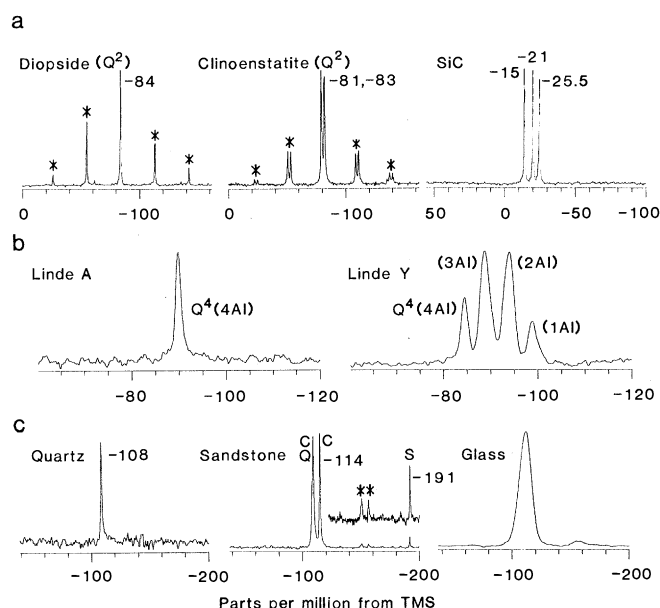 a
Diopside (Q²) Clinoenstatite (Q²) SiC
-84 -81,-83 -15 -21 -25.5
* * * * * * * *
0 -100 0 -100 50 0 -50 -100
b
Linde A Linde Y
Q⁴(4Al) Q⁴(4Al) (3Al) (2Al) (1Al)
-80 -100 -120 -80 -100 -120
c
Quartz Sandstone Glass
-108 C Q C -114 ** S -191
-100 -200 -100 -200 -100 -200
Parts per million from TMS